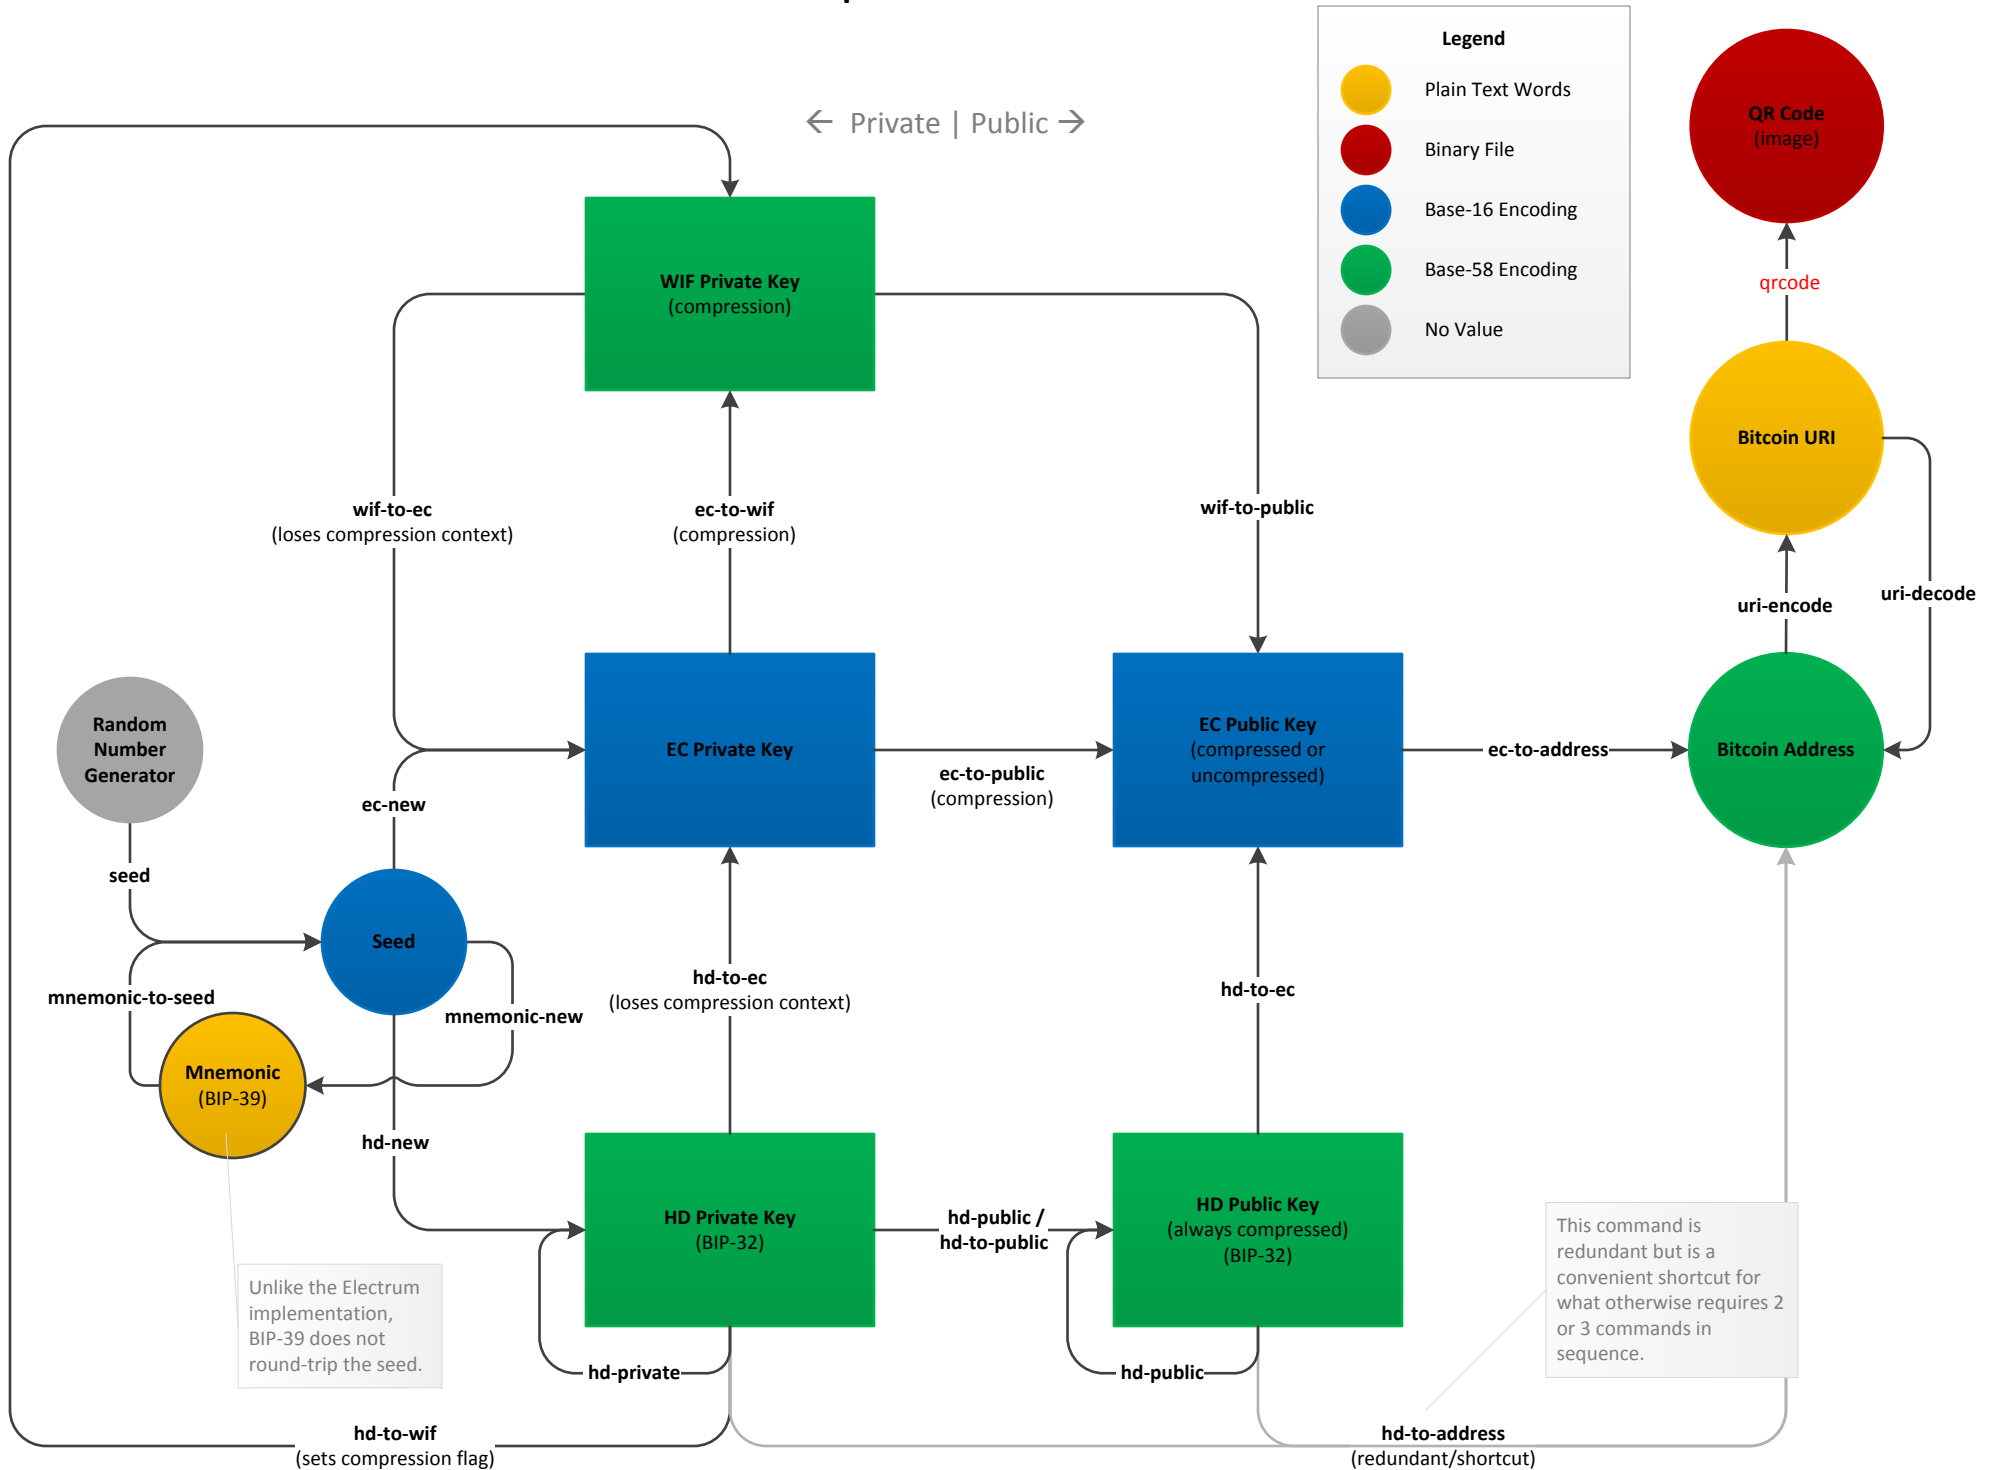 Legend
Plain Text Words
Binary File
Base-16 Encoding
Base-58 Encoding
No Value
← Private | Public →
QR Code
(image)
qrcode
WIF Private Key
(compression)
Bitcoin URI
wif-to-ec
(loses compression context)
ec-to-wif
(compression)
wif-to-public
uri-encode
uri-decode
Random
Number
Generator
EC Private Key
ec-to-public
(compression)
EC Public Key
(compressed or
uncompressed)
ec-to-address
Bitcoin Address
ec-new
seed
Seed
mnemonic-to-seed
mnemonic-new
hd-to-ec
(loses compression context)
hd-to-ec
Mnemonic
(BIP-39)
hd-new
HD Private Key
(BIP-32)
hd-public /
hd-to-public
HD Public Key
(always compressed)
(BIP-32)
This command is
redundant but is a
convenient shortcut for
what otherwise requires 2
or 3 commands in
sequence.
Unlike the Electrum
implementation,
BIP-39 does not
round-trip the seed.
hd-private
hd-public
hd-to-wif
(sets compression flag)
hd-to-address
(redundant/shortcut)